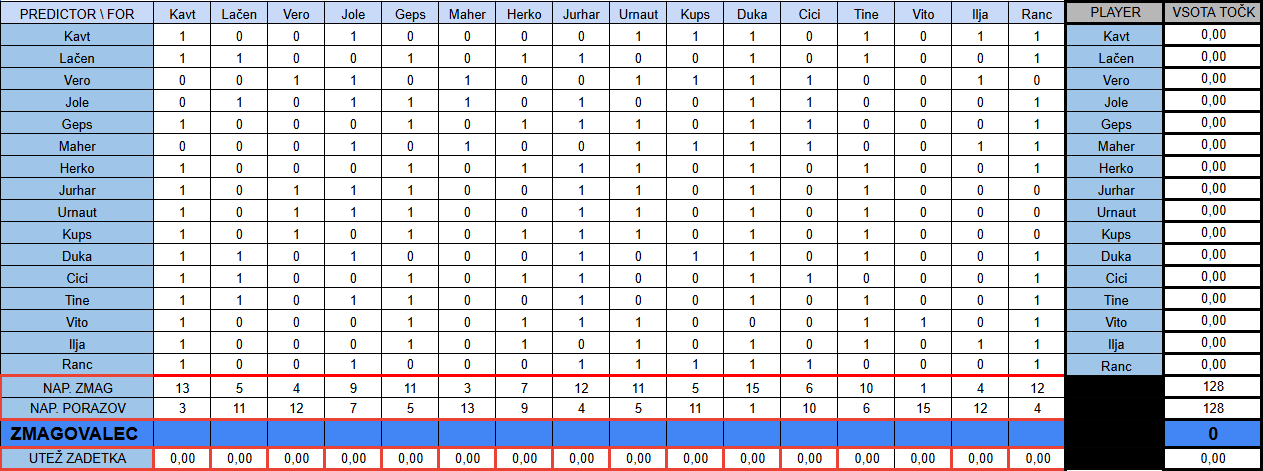 PREDICTOR \ FOR Kavt Lačen Vero Jole Geps Maher Herko Jurhar Urnaut Kups Duka Cici Tine Vito Ilja Ranc PLAYER VSOTA TOČK
Kavt 1 0 0 1 0 0 0 0 1 1 1 0 1 0 1 1 Kavt 0,00
Lačen 1 1 0 0 1 0 1 1 0 0 1 0 1 0 0 1 Lačen 0,00
Vero 0 0 1 1 0 1 0 0 1 1 1 1 0 0 1 0 Vero 0,00
Jole 0 1 0 1 1 1 0 1 0 0 1 1 0 0 0 1 Jole 0,00
Geps 1 0 0 0 1 0 1 1 1 0 1 1 0 0 0 1 Geps 0,00
Maher 0 0 0 1 0 1 0 0 1 1 1 1 0 0 1 1 Maher 0,00
Herko 1 0 0 0 1 0 1 1 1 0 1 0 1 0 0 1 Herko 0,00
Jurhar 1 0 1 1 1 0 0 1 1 0 1 0 1 0 0 0 Jurhar 0,00
Urnaut 1 0 1 1 1 0 0 1 1 0 1 0 1 0 0 0 Urnaut 0,00
Kups 1 0 1 0 1 0 0 1 1 0 1 0 1 0 0 0 Kups 0,00
Duka 1 1 0 1 0 0 0 1 0 1 1 0 1 0 0 1 Duka 0,00
Cici 1 1 0 0 1 0 1 1 0 0 1 1 1 0 0 0 1 Cici 0,00
Tine 1 1 0 1 1 0 0 1 0 0 1 0 1 0 0 1 Tine 0,00
Vito 1 0 0 0 1 0 1 1 1 0 0 0 1 1 0 1 Vito 0,00
Ilja 1 0 0 0 1 0 1 0 1 0 1 0 1 0 1 1 Ilja 0,00
Ranc 1 0 0 1 0 0 0 1 1 1 1 1 0 0 0 1 Ranc 0,00
NAP. ZMAG 13 5 4 9 11 3 7 12 11 5 15 6 10 1 4 12 128
NAP. PORAZOV 3 11 12 7 5 13 9 4 5 11 1 10 6 15 12 4 128
ZMAGOVALEC 0
UTEŽ ZADETKA 0,00 0,00 0,00 0,00 0,00 0,00 0,00 0,00 0,00 0,00 0,00 0,00 0,00 0,00 0,00 0,00 0,00